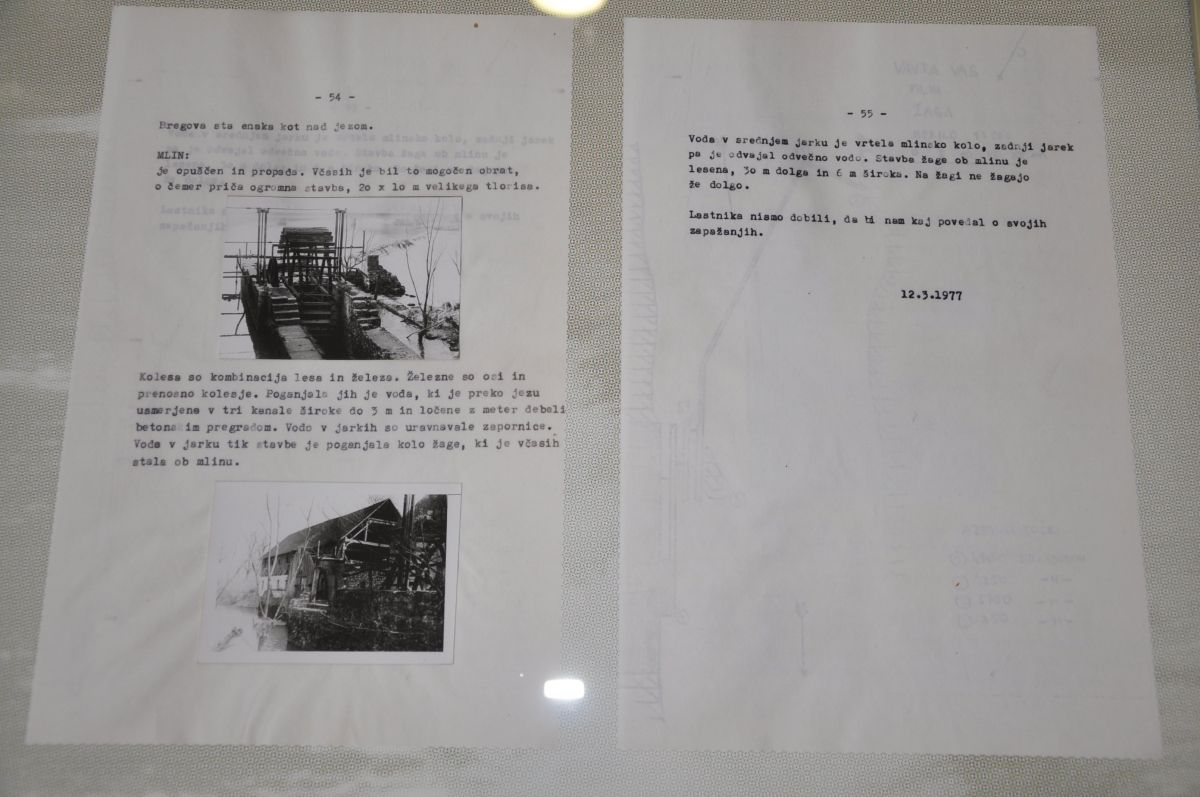 - 54 -
Bregova sta enaka kot nad jezom.
MLIN:
je opuščen in propada. Včasih je bil to mogočen obrat,
o čemer priča ogromna stavba, 2o x lo m velikega tlorisa.
Kolesa so kombinacija lesa in železa. Železne so osi in
prenosno kolesje. Poganjala jih je voda, ki je preko jezu
usmerjena v tri kanale široke do 3 m in ločene z meter debeli
betonskim pregradom. Vodo v jarkih so uravnavale zapornice.
Voda v jarku tik stavbe je poganjala kolo žage, ki je včasih
stala ob mlinu.
- 55 -
Voda v srednjem jarku je vrtela mlinsko kolo, zadnji jarek
pa je odvajal odvečno vodo. Stavba žage ob mlinu je
lesena, 3o m dolga in 6 m široka. Na žagi ne žagajo
že dolgo.
Lastnika nismo dobili, da bi nam kaj povedal o svojih
zapažanjih.
12.3.1977
VRVTA VAS
ŽAGA